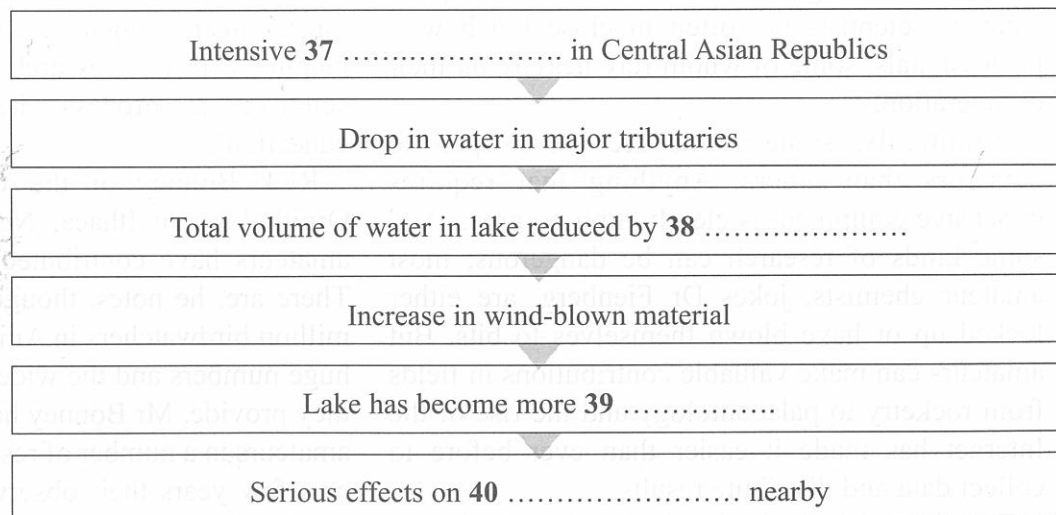 Intensive 37 ................................ in Central Asian Republics
Drop in water in major tributaries
Total volume of water in lake reduced by 38 ................................
Increase in wind-blown material
Lake has become more 39 ............................
Serious effects on 40 ........................ nearby